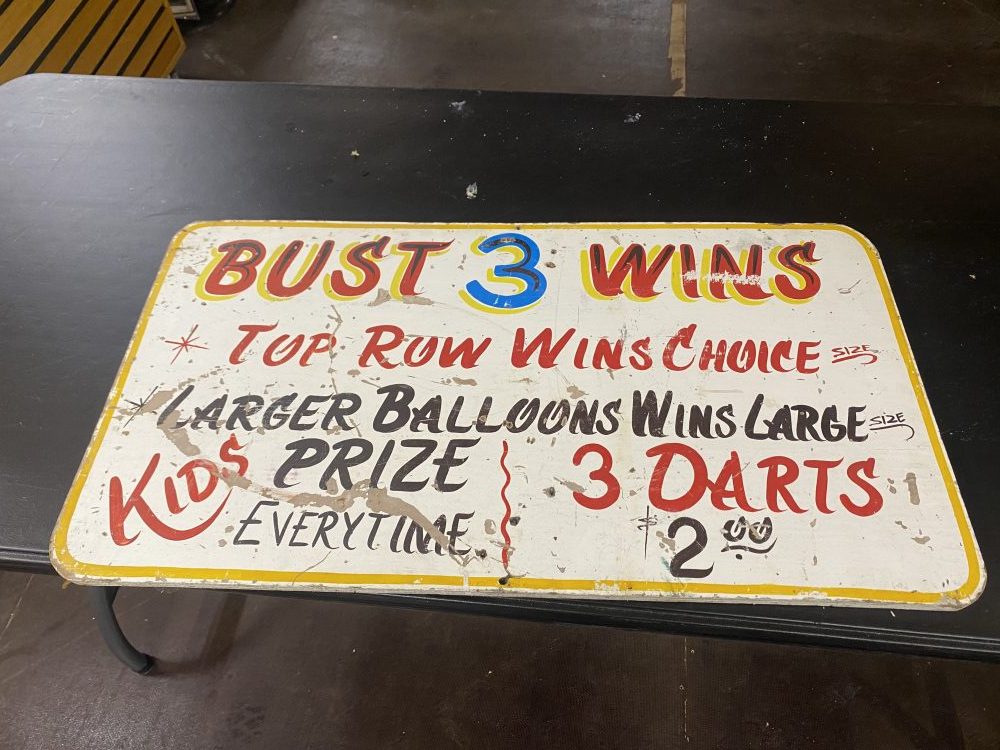 BUST 3 WINS
* TOP ROW WINS CHOICE SIZE
* LARGER BALLOONS WINS LARGE SIZE
KIDS PRIZE EVERYTIME
3 DARTS
$2.00